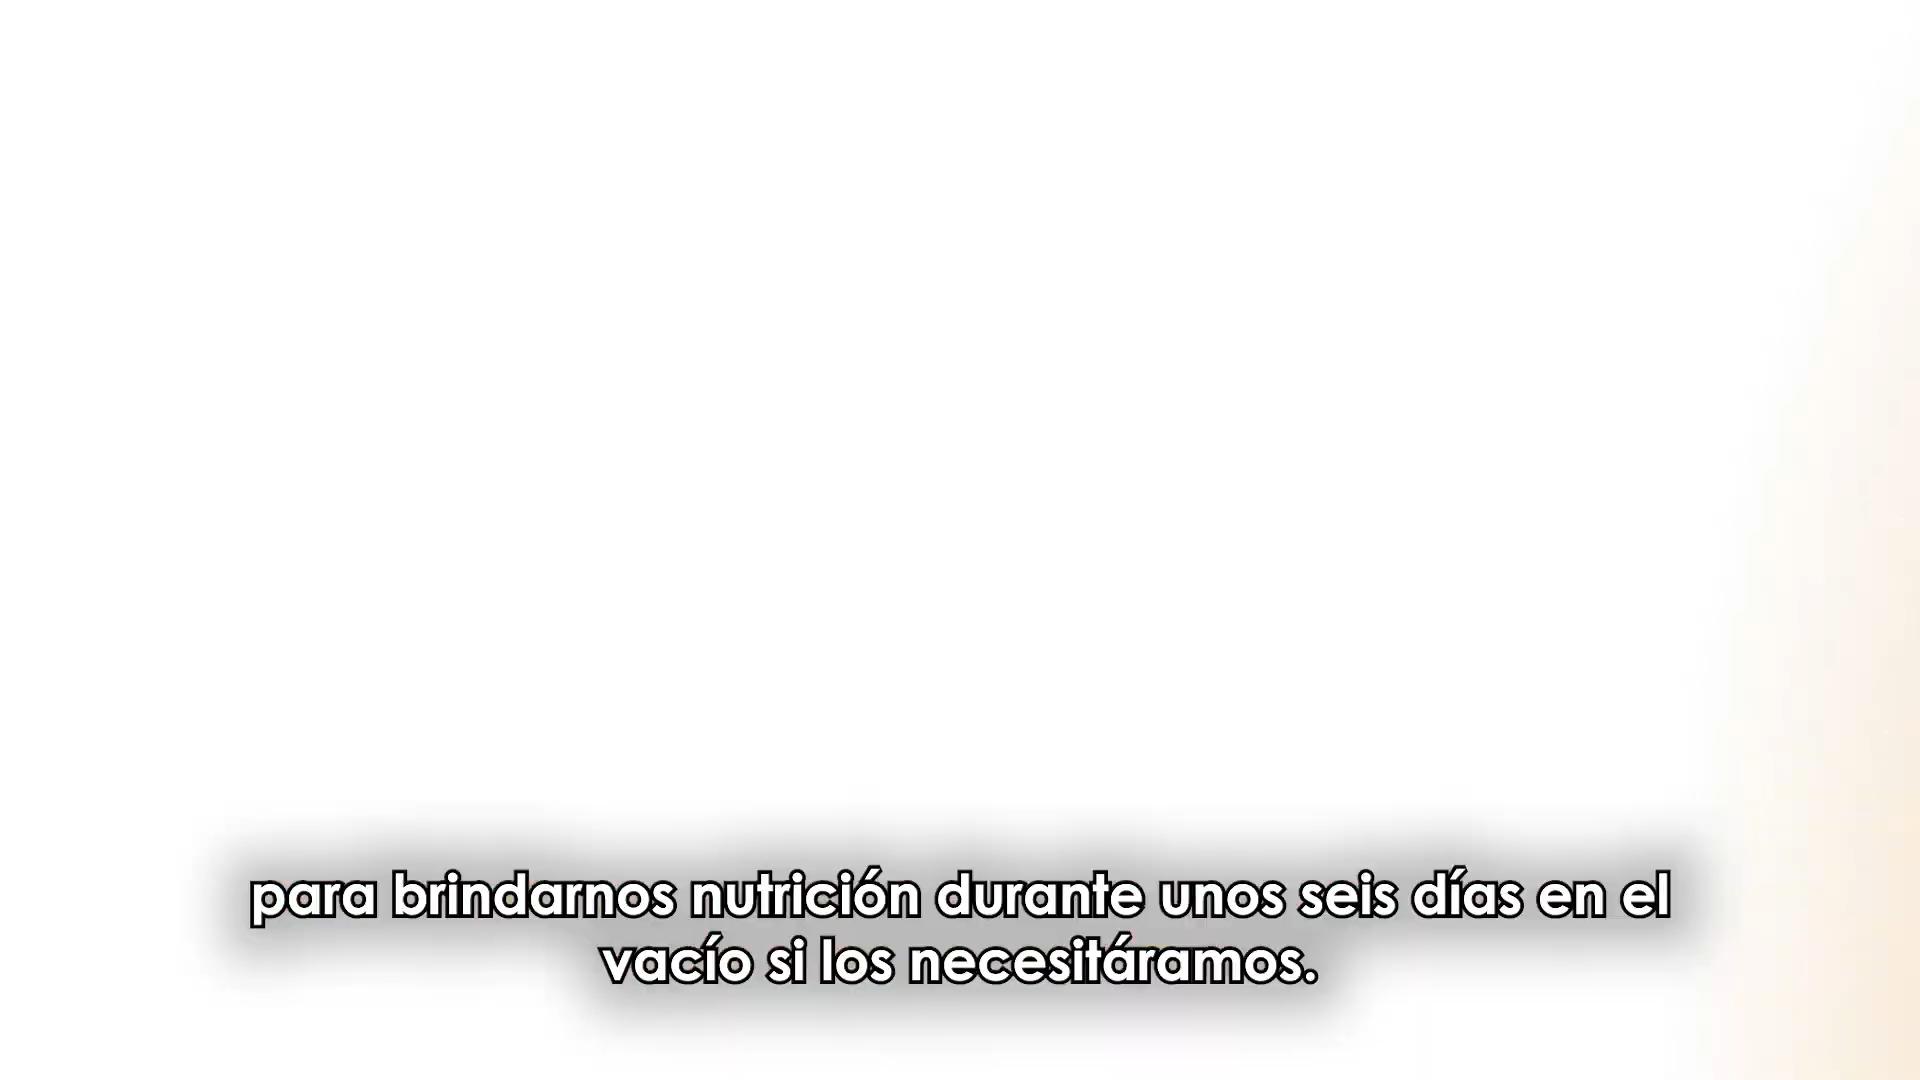 para brindarnos nutrición durante unos seis días en el
vacío si los necesitáramos.